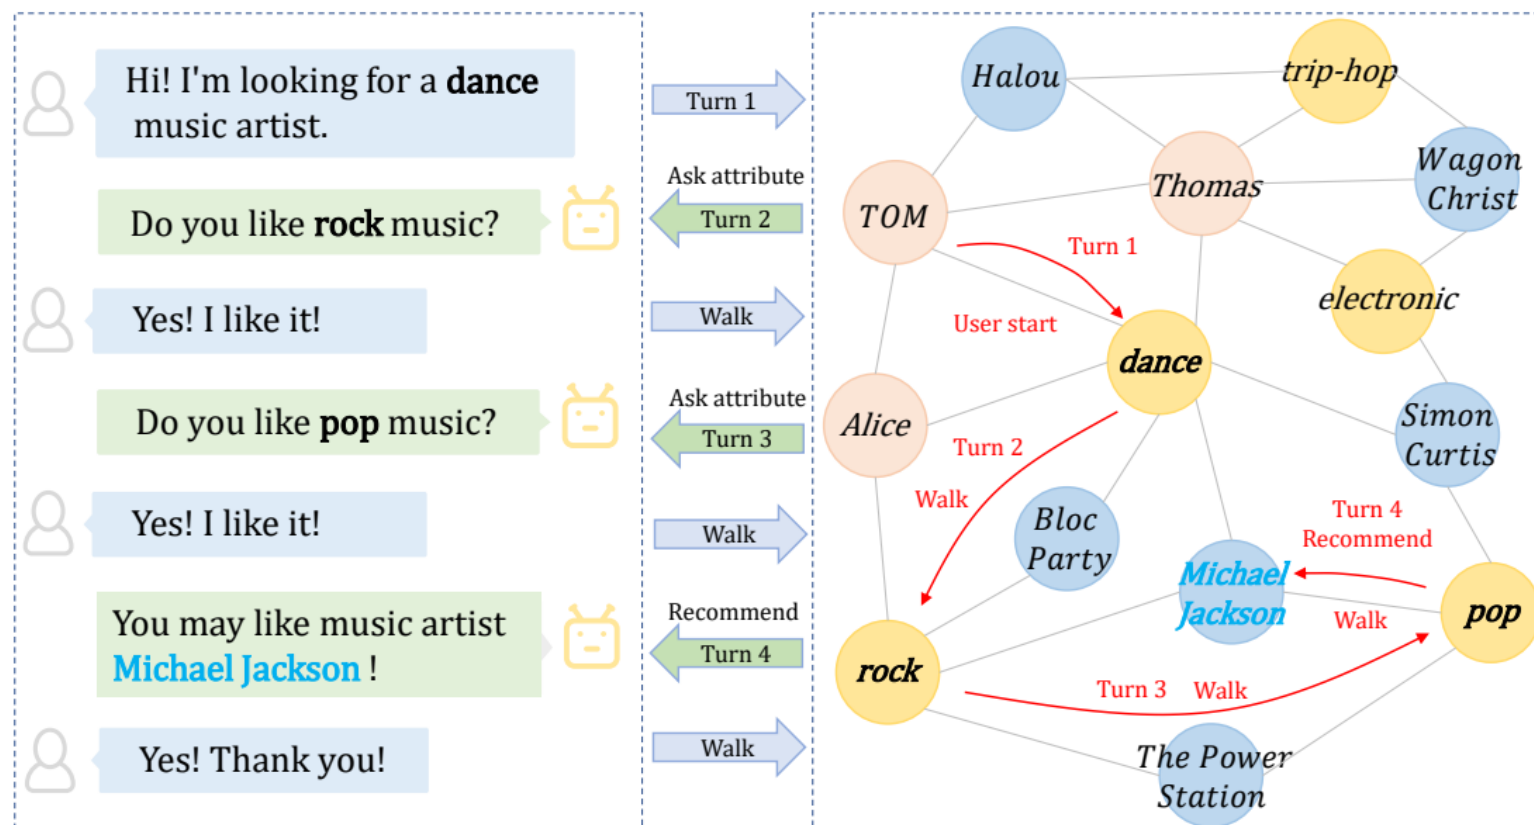 Hi! I'm looking for a dance
music artist.
Do you like rock music?
Yes! I like it!
Do you like pop music?
Yes! I like it!
You may like music artist
Michael Jackson !
Yes! Thank you!
Turn 1
Ask attribute
Turn 2
Walk
Ask attribute
Turn 3
Walk
Recommend
Turn 4
Walk
Halou
trip-hop
Thomas
Wagon
Christ
TOM
Turn 1
User start
electronic
dance
Alice
Turn 2
Walk
Simon
Curtis
Bloc
Party
Turn 4
Recommend
Michael
Jackson
Walk
pop
rock
Turn 3 Walk
The Power
Station